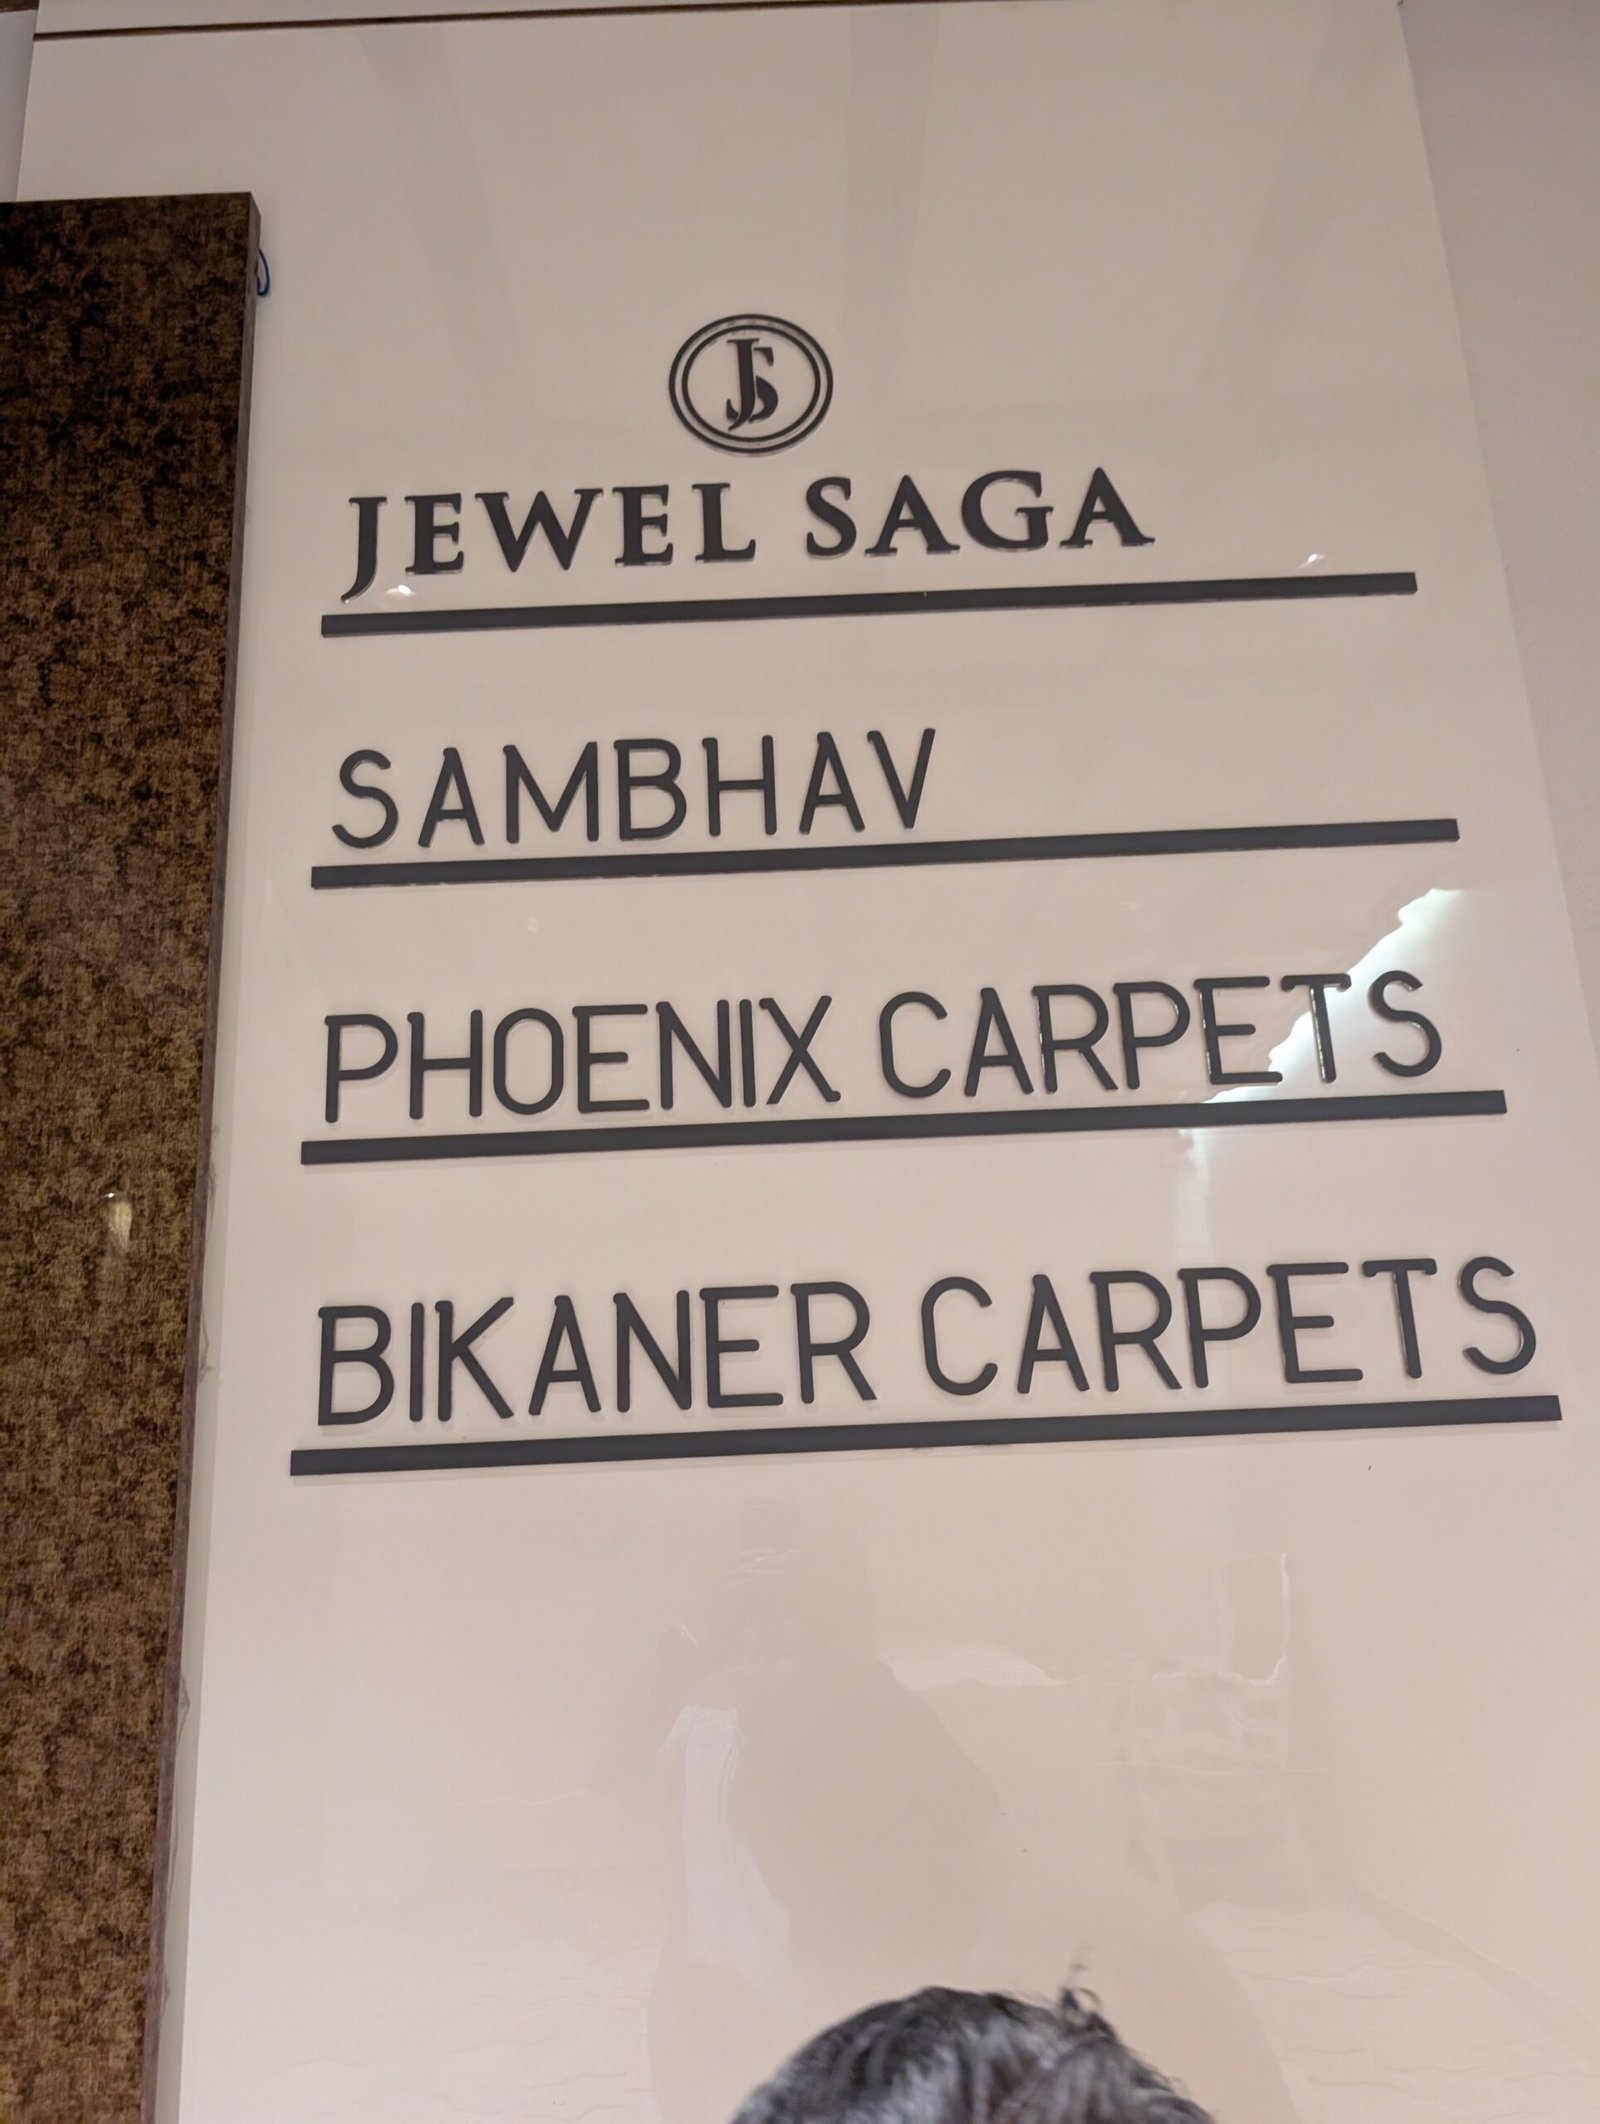 JS
JEWEL SAGA
SAMBHAV
PHOENIX CARPETS
BIKANER CARPETS